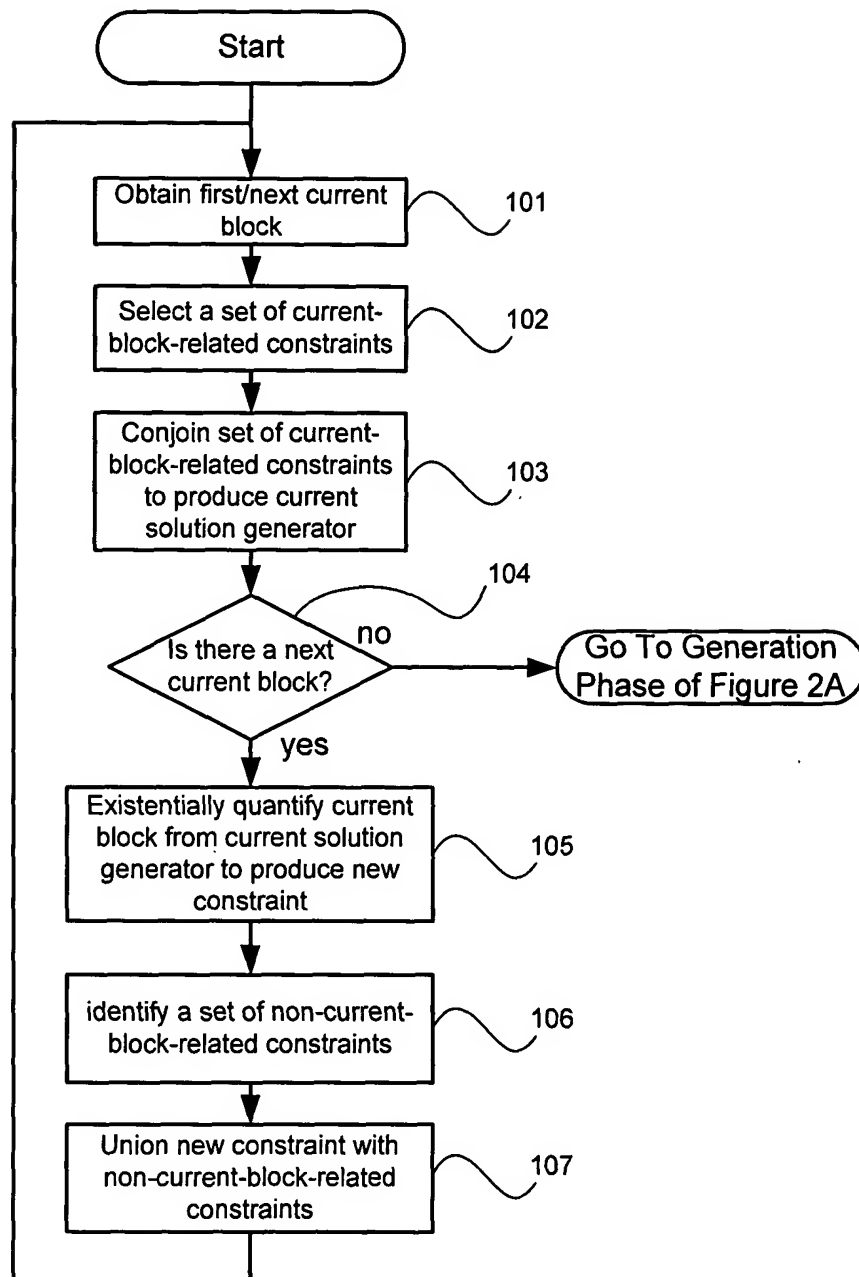 Start
Obtain first/next current
block
101
Select a set of current-
block-related constraints
102
Conjoin set of current-
block-related constraints
to produce current
solution generator
103
104
Is there a next
current block?
no
Go To Generation
Phase of Figure 2A
yes
Existentially quantify current
block from current solution
generator to produce new
constraint
105
identify a set of non-current-
block-related constraints
106
Union new constraint with
non-current-block-related
constraints
107